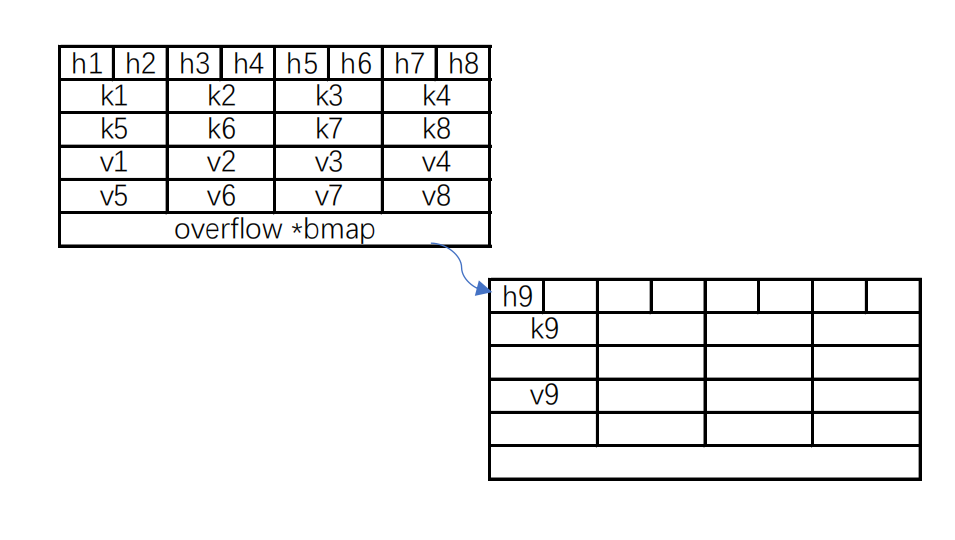 h1 h2 h3 h4 h5 h6 h7 h8
k1 k2 k3 k4
k5 k6 k7 k8
v1 v2 v3 v4
v5 v6 v7 v8
overflow *bmap
h9
k9
v9